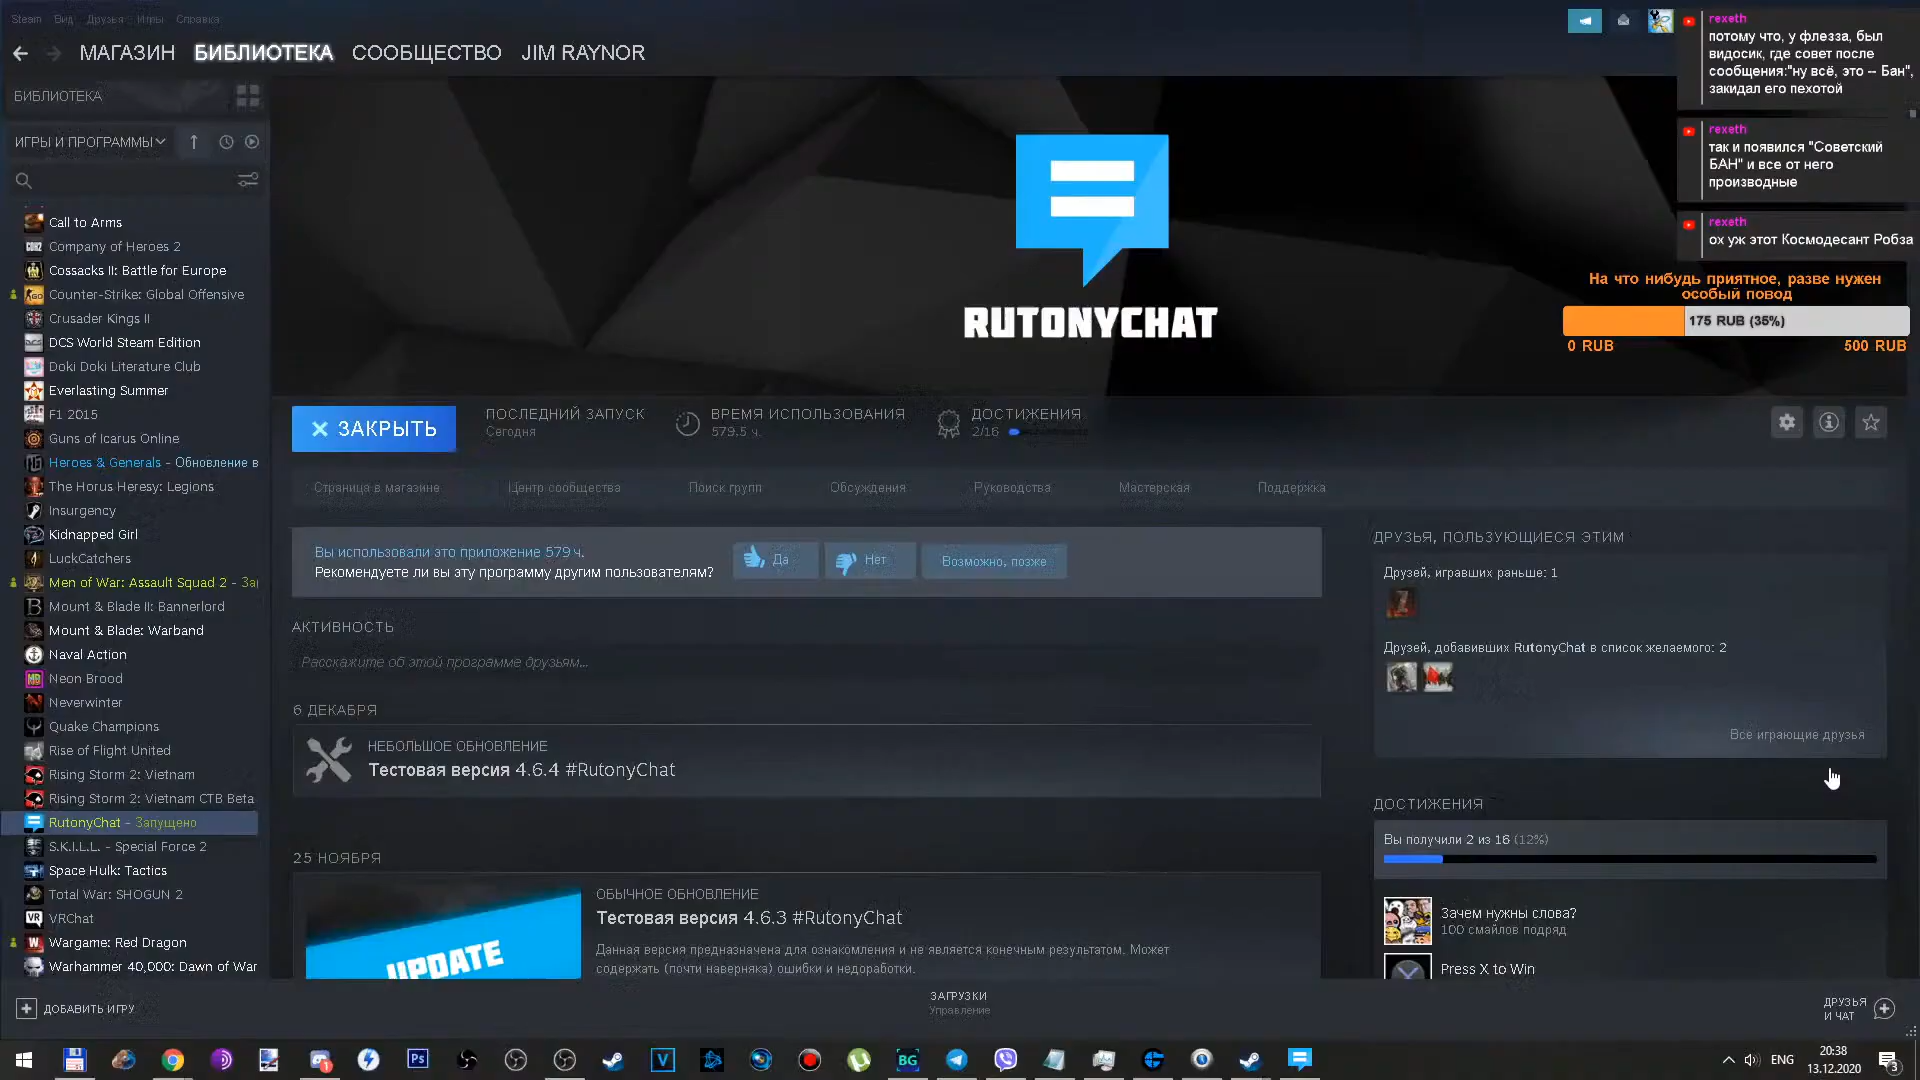 Steam Вид Друзья Игры Справка
МАГАЗИН БИБЛИОТЕКА СООБЩЕСТВО JIM RAYNOR
БИБЛИОТЕКА
ИГРЫ И ПРОГРАММЫ
Call to Arms
Company of Heroes 2
Cossacks II: Battle for Europe
Counter-Strike: Global Offensive
Crusader Kings II
DCS World Steam Edition
Doki Doki Literature Club
Everlasting Summer
F1 2015
Guns of Icarus Online
Heroes & Generals - Обновление в
The Horus Heresy: Legions
Insurgency
Kidnapped Girl
LuckCatchers
Men of War: Assault Squad 2 - За
Mount & Blade II: Bannerlord
Mount & Blade: Warband
Naval Action
Neon Brood
Neverwinter
Quake Champions
Rise of Flight United
Rising Storm 2: Vietnam
Rising Storm 2: Vietnam CTB Beta
RutonyChat - Запущено
S.K.I.L.L. - Special Force 2
Space Hulk: Tactics
Total War: SHOGUN 2
VRChat
Wargame: Red Dragon
Warhammer 40,000: Dawn of War
ДОБАВИТЬ ИГРУ
RUTONYCHAT
ЗАКРЫТЬ
ПОСЛЕДНИЙ ЗАПУСК
Сегодня
ВРЕМЯ ИСПОЛЬЗОВАНИЯ
579.5 ч.
ДОСТИЖЕНИЯ
2/16
Страница в магазине Центр сообщества Поиск групп Обсуждения Руководства Мастерская Поддержка
Вы использовали это приложение 579 ч.
Рекомендуете ли вы эту программу другим пользователям?
Да Нет Возможно, позже
АКТИВНОСТЬ
Расскажите об этой программе друзьям...
6 ДЕКАБРЯ
НЕБОЛЬШОЕ ОБНОВЛЕНИЕ
Тестовая версия 4.6.4 #RutonyChat
25 НОЯБРЯ
UPDATE
ОБЫЧНОЕ ОБНОВЛЕНИЕ
Тестовая версия 4.6.3 #RutonyChat
Данная версия предназначена для ознакомления и не является конечным результатом. Может
содержать (почти наверняка) ошибки и недоработки.
ДРУЗЬЯ, ПОЛЬЗУЮЩИЕСЯ ЭТИМ
Друзей, игравших раньше: 1
Друзей, добавивших RutonyChat в список желаемого: 2
Все играющие друзья
ДОСТИЖЕНИЯ
Вы получили 2 из 16 (12%)
Зачем нужны слова?
100 смайлов подряд
Press X to Win
rexeth
потому что, у флезза, был
видосик, где совет после
сообщения:"ну всё, это -- Бан",
закидал его пехотой
rexeth
так и появился "Советский
БАН" и все от него
производные
rexeth
ох уж этот Космодесант Робза
На что нибудь приятное, разве нужен
особый повод
175 RUB (35%)
0 RUB 500 RUB
ЗАГРУЗКИ
Управление
ДРУЗЬЯ
И ЧАТ
Ps
V
BG
ENG
20:38
13.12.2020
3